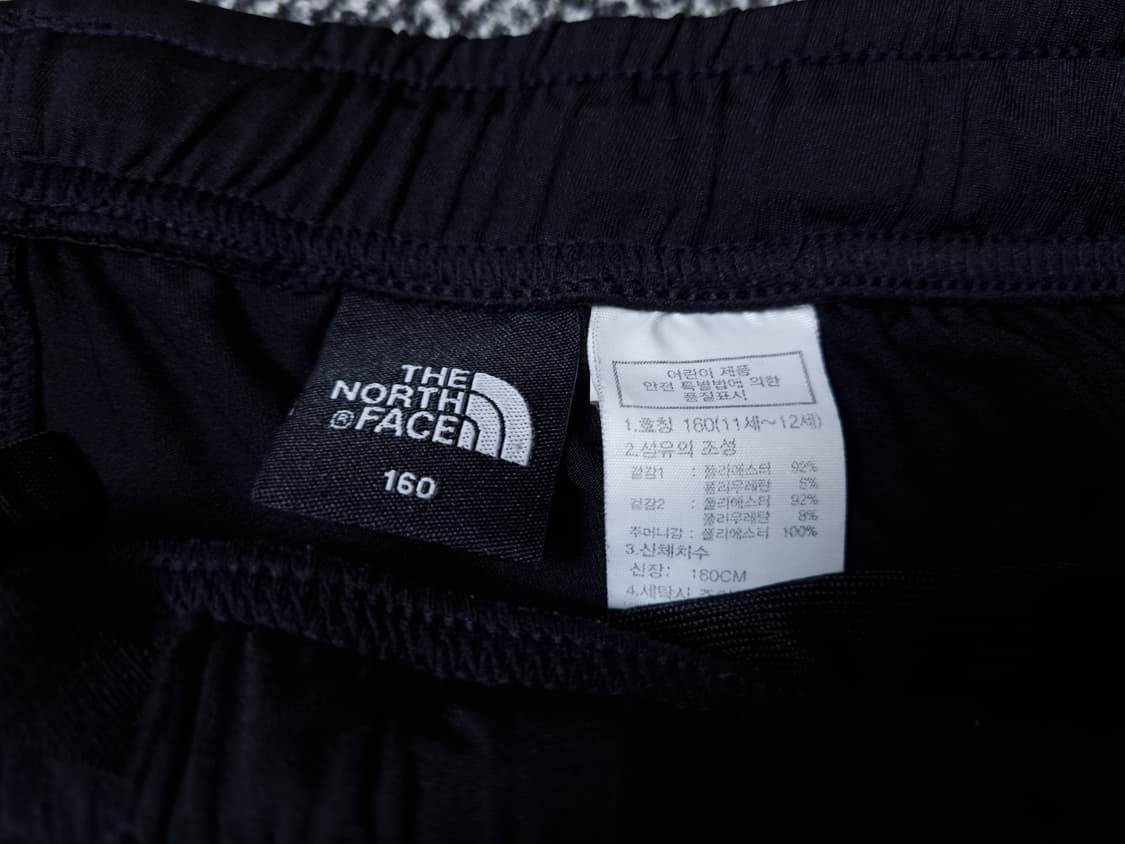 THE
NORTH
®FACE
160
어린이 제품
안전 특별법에 의한
품질표시
1.호칭 160(11세~12세)
2.섬유의 조성
겉감1 : 폴리에스터 92%
폴리우레탄 8%
겉감2 : 폴리에스터 92%
폴리우레탄 8%
주머니감 : 폴리에스터 100%
3.신체치수
신장: 160CM
4.세탁시